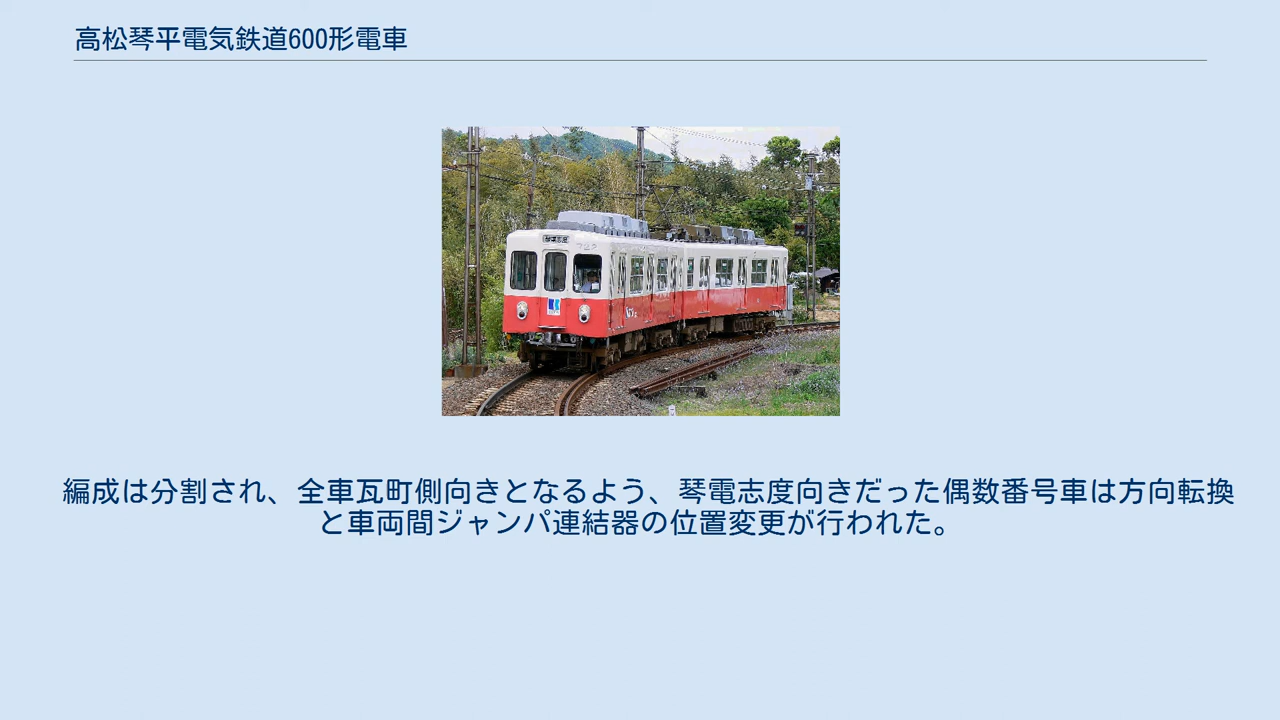 高松琴平電気鉄道600形電車
編成は分割され、全車瓦町側向きとなるよう、琴電志度向きだった偶数番号車は方向転換
と車両間ジャンパ連結器の位置変更が行われた。